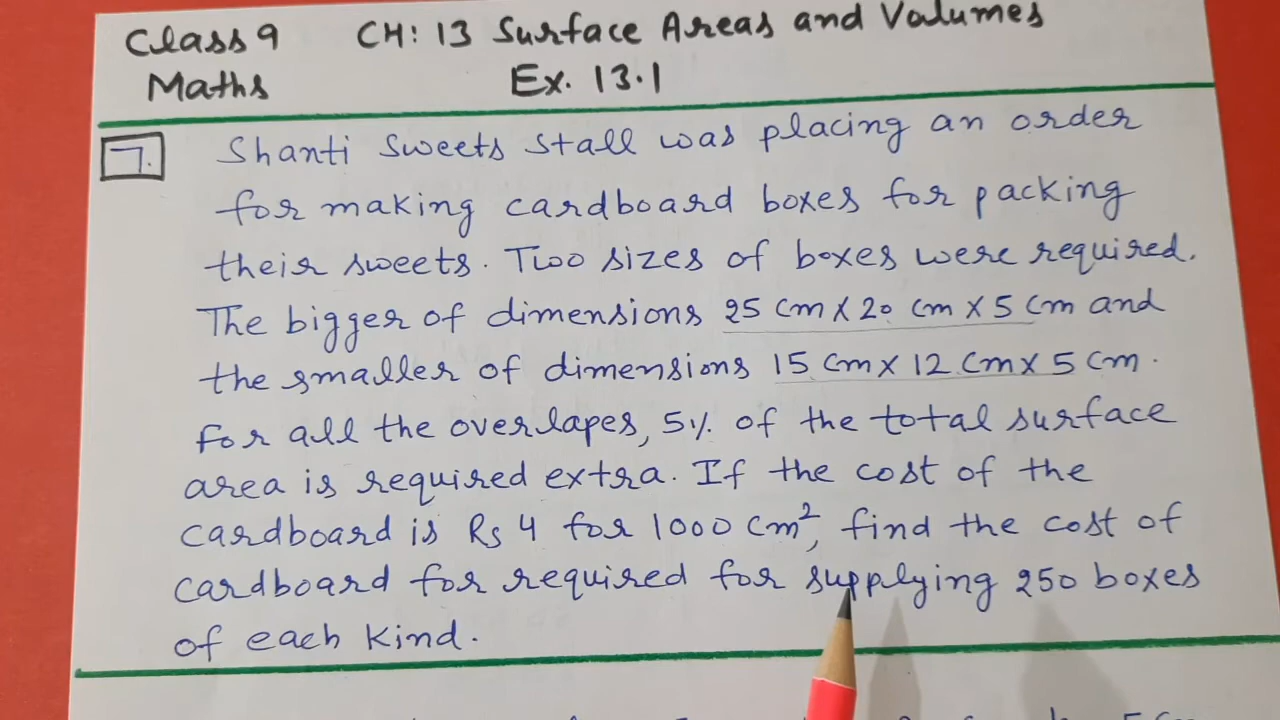 Class 9 CH: 13 Surface Areas and Volumes
Maths Ex. 13.1
7. Shanti Sweets Stall was placing an order
for making cardboard boxes for packing
their sweets. Two sizes of boxes were required.
The bigger of dimensions 25 cm x 20 cm x 5 cm and
the smaller of dimensions 15 cm x 12 cm x 5 cm.
For all the overlapes, 5% of the total surface
area is required extra. If the cost of the
cardboard is Rs 4 for 1000 cm², find the cost of
cardboard for required for supplying 250 boxes
of each kind.